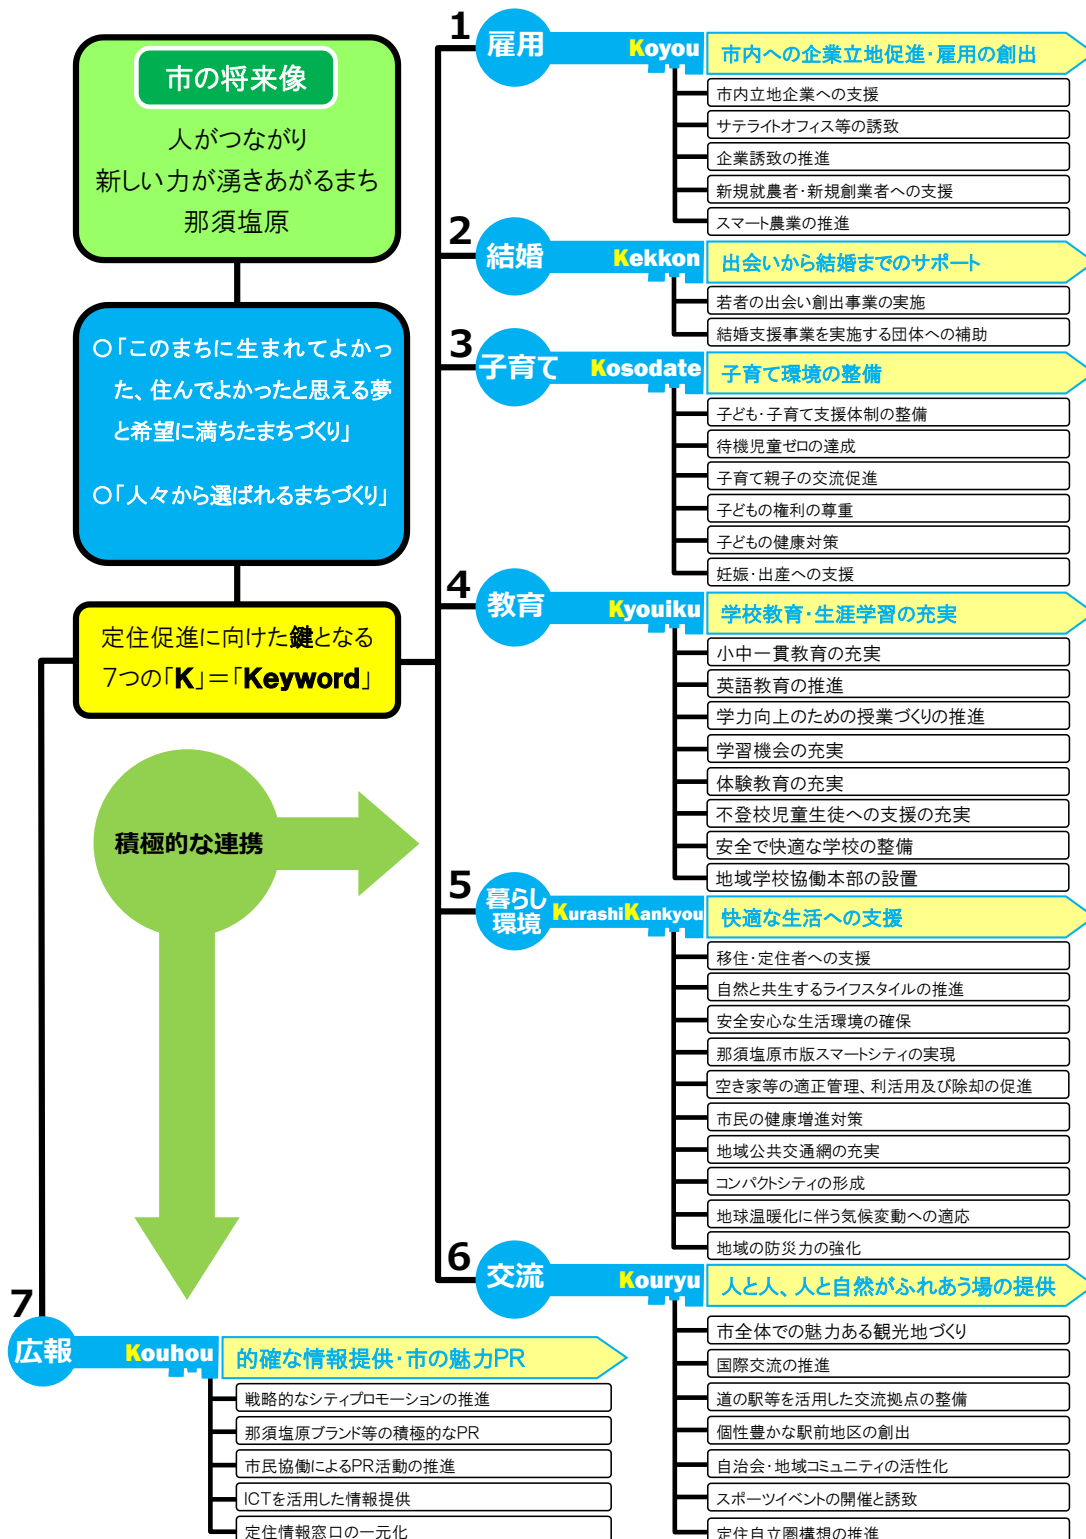 市の将来像
人がつながり
新しい力が湧きあがるまち
那須塩原
○「このまちに生まれてよかっ
た、住んでよかったと思える夢
と希望に満ちたまちづくり」
○「人々から選ばれるまちづくり」
定住促進に向けた鍵となる
7つの「K」=「Keyword」
積極的な連携
1
雇用
Koyou
市内への企業立地促進・雇用の創出
市内立地企業への支援
サテライトオフィス等の誘致
企業誘致の推進
新規就農者・新規創業者への支援
スマート農業の推進
2
結婚
Kekkon
出会いから結婚までのサポート
若者の出会い創出事業の実施
結婚支援事業を実施する団体への補助
3
子育て
Kosodate
子育て環境の整備
子ども・子育て支援体制の整備
待機児童ゼロの達成
子育て親子の交流促進
子どもの権利の尊重
子どもの健康対策
妊娠・出産への支援
4
教育
Kyouiku
学校教育・生涯学習の充実
小中一貫教育の充実
英語教育の推進
学力向上のための授業づくりの推進
学習機会の充実
体験教育の充実
不登校児童生徒への支援の充実
安全で快適な学校の整備
地域学校協働本部の設置
5
暮らし
環境
KurashiKankyou
快適な生活への支援
移住・定住者への支援
自然と共生するライフスタイルの推進
安全安心な生活環境の確保
那須塩原市版スマートシティの実現
空き家等の適正管理、利活用及び除却の促進
市民の健康増進対策
地域公共交通網の充実
コンパクトシティの形成
地球温暖化に伴う気候変動への適応
地域の防災力の強化
6
交流
Kouryu
人と人、人と自然がふれあう場の提供
市全体での魅力ある観光地づくり
国際交流の推進
道の駅等を活用した交流拠点の整備
個性豊かな駅前地区の創出
自治会・地域コミュニティの活性化
スポーツイベントの開催と誘致
定住自立圏構想の推進
7
広報
Kouhou
的確な情報提供・市の魅力PR
戦略的なシティプロモーションの推進
那須塩原ブランド等の積極的なPR
市民協働によるPR活動の推進
ICTを活用した情報提供
定住情報窓口の一元化